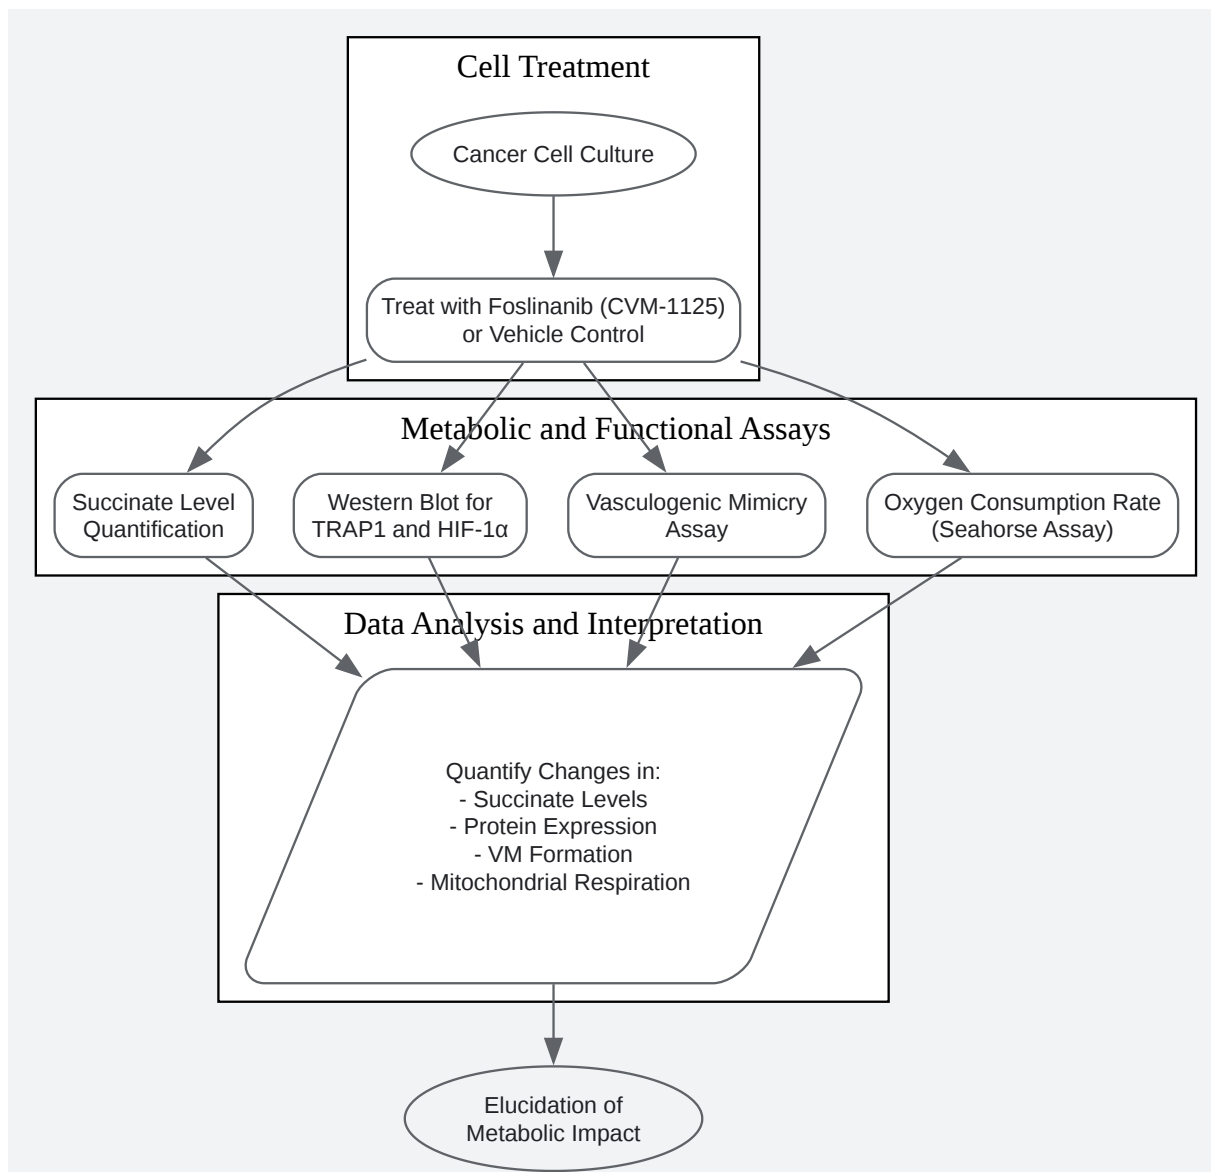 Cell Treatment
Cancer Cell Culture
Treat with Foslinanib (CVM-1125)
or Vehicle Control
Metabolic and Functional Assays
Succinate Level
Quantification
Western Blot for
TRAP1 and HIF-1α
Vasculogenic Mimicry
Assay
Oxygen Consumption Rate
(Seahorse Assay)
Data Analysis and Interpretation
Quantify Changes in:
- Succinate Levels
- Protein Expression
- VM Formation
- Mitochondrial Respiration
Elucidation of
Metabolic Impact